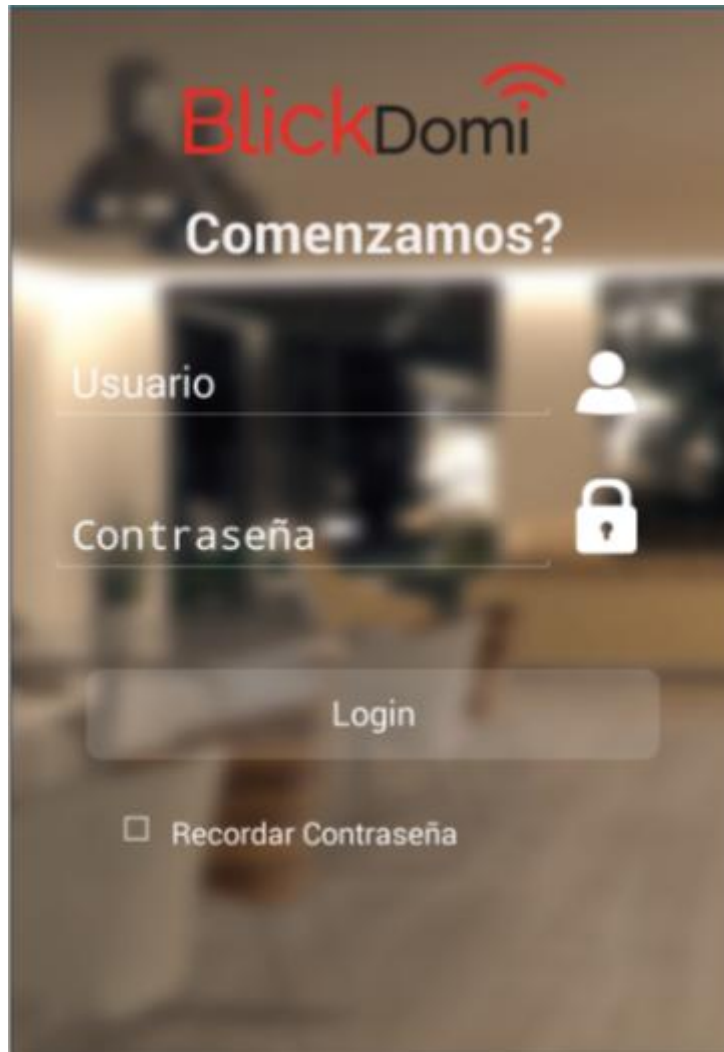 BlickDomi
Comenzamos?
Usuario
Contraseña
Login
Recordar Contraseña